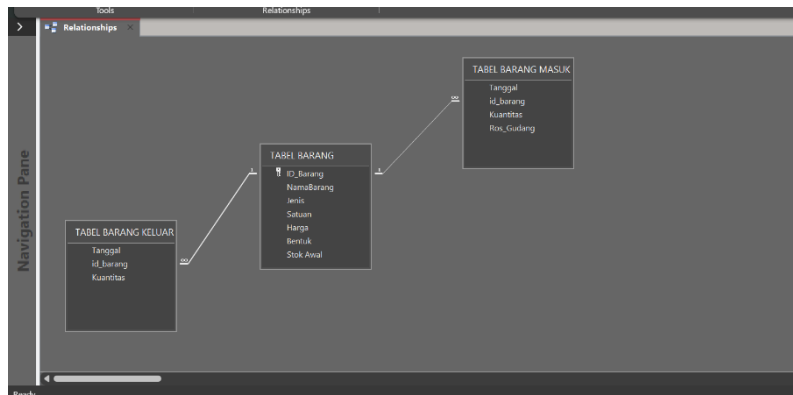 Tools
Relationships
Relationships
Navigation Pane
TABEL BARANG MASUK
Tanggal
id_barang
Kuantitas
Ros_Gudang
TABEL BARANG
ID_Barang
NamaBarang
Jenis
Satuan
Harga
Bentuk
Stok Awal
TABEL BARANG KELUAR
Tanggal
id_barang
Kuantitas
1
∞
1
∞
Ready